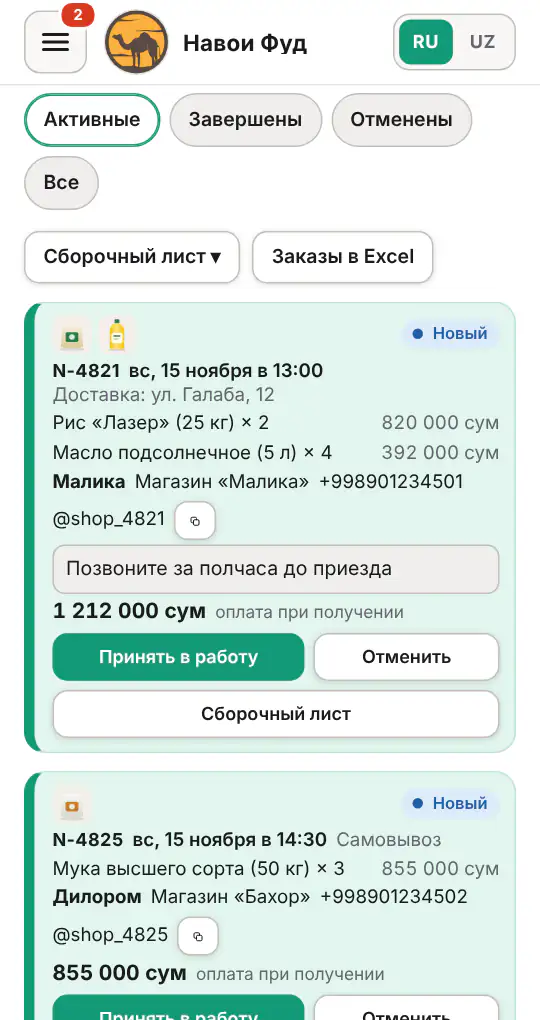 2
Навои Фуд
RU UZ
Активные Завершены Отменены
Все
Сборочный лист ▾ Заказы в Excel
Новый
N-4821 вс, 15 ноября в 13:00
Доставка: ул. Галаба, 12
Рис «Лазер» (25 кг) × 2 820 000 сум
Масло подсолнечное (5 л) × 4 392 000 сум
Малика Магазин «Малика» +998901234501
@shop_4821
Позвоните за полчаса до приезда
1 212 000 сум оплата при получении
Принять в работу Отменить
Сборочный лист
Новый
N-4825 вс, 15 ноября в 14:30 Самовывоз
Мука высшего сорта (50 кг) × 3 855 000 сум
Дилором Магазин «Бахор» +998901234502
@shop_4825
855 000 сум оплата при получении
Принять в работу Отменить